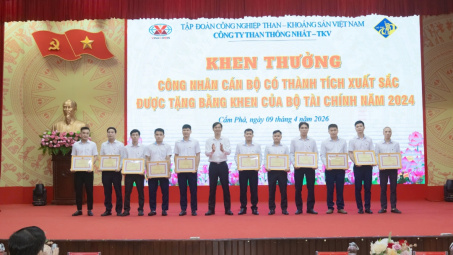 TẬP ĐOÀN CÔNG NGHIỆP THAN - KHOÁNG SẢN VIỆT NAM
CÔNG TY THAN THỐNG NHẤT - TKV
KHEN THƯỞNG
CÔNG NHÂN CÁN BỘ CÓ THÀNH TÍCH XUẤT SẮC
ĐƯỢC TẶNG BẰNG KHEN CỦA BỘ TÀI CHÍNH NĂM 2024
Cẩm Phả, ngày 09 tháng 4 năm 2026